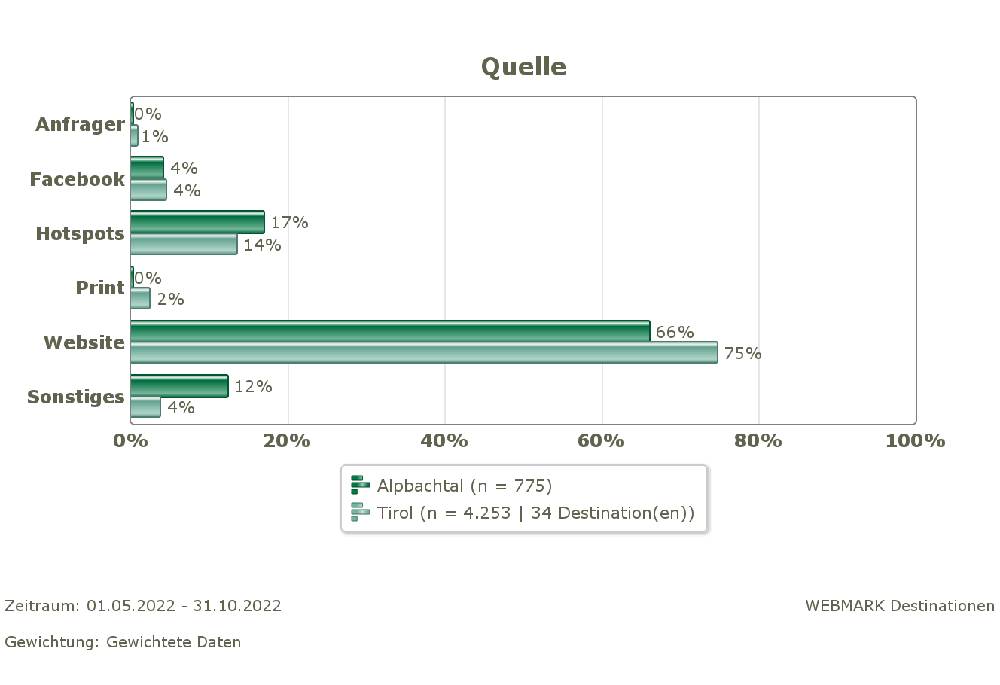 Quelle
Anfrager
0%
1%
Facebook
4%
4%
Hotspots
17%
14%
Print
0%
2%
Website
66%
75%
Sonstiges
12%
4%
0% 20% 40% 60% 80% 100%
Alpbachtal (n = 775)
Tirol (n = 4.253 | 34 Destination(en))
Zeitraum: 01.05.2022 - 31.10.2022
WEBMARK Destinationen
Gewichtung: Gewichtete Daten